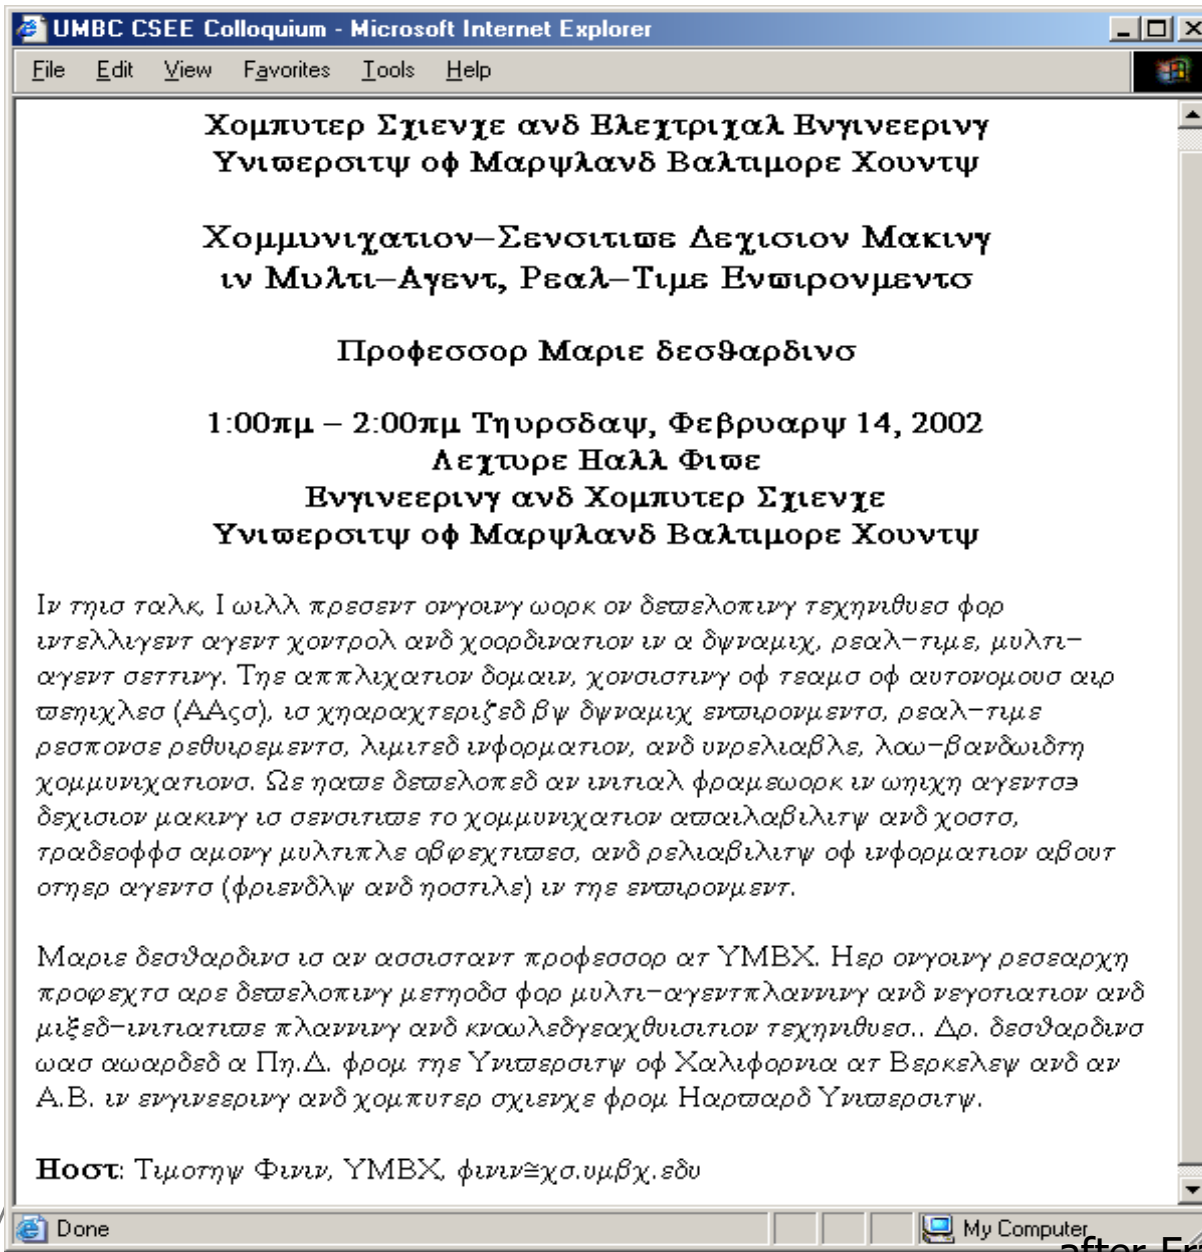 UMBC CSEE Colloquium - Microsoft Internet Explorer
File Edit View Favorites Tools Help
Χομπυτερ Σχιενχε ανδ Ελεχτριχαλ Ενγινεερινγ
Υνιϖερσιτψ οφ Μαρψλανδ Βαλτιμορε Χουντψ
Χομμυνιχατιον–Σενσιτιϖε Δεχισιον Μακινγ
ιν Μυλτι–Αγεντ, Ρεαλ–Τιμε Ενϖιρονμεντσ
Προφεσσορ Μαριε δεσϑαρδινσ
1:00πμ – 2:00πμ Τηυρσδαψ, Φεβρυαρψ 14, 2002
Λεχτυρε Ηαλλ Φιϖε
Ενγινεερινγ ανδ Χομπυτερ Σχιενχε
Υνιϖερσιτψ οφ Μαρψλανδ Βαλτιμορε Χουντψ
Ιν τηισ ταλκ, Ι ωιλλ πρεσεντ ονγοινγ ωορκ ον δεϖελοπινγ τεχηνιθυεσ φορ
ιντελλιγεντ αγεντ χοντρολ ανδ χοορδινατιον ιν α δψναμιχ, ρεαλ–τιμε, μυλτι–
αγεντ σεττινγ. Τηε αππλιχατιον δομαιν, χονσιστινγ οφ τεαμσ οφ αυτονομουσ αιρ
ϖεηιχλεσ (ΑΑςσ), ισ χηαραχτεριζεδ βψ δψναμιχ ενϖιρονμεντσ, ρεαλ–τιμε
ρεσπονσε ρεθυιρεμεντσ, λιμιτεδ ινφορματιον, ανδ υνρελιαβλε, λοω–βανδωιδτη
χομμυνιχατιονσ. Ωε ηαϖε δεϖελοπεδ αν ινιτιαλ φραμεωορκ ιν ωηιχη αγεντσ϶
δεχισιον μακινγ ισ σενσιτιϖε το χομμυνιχατιον αϖαιλαβιλιτψ ανδ χοστσ,
τραδεοφφσ αμονγ μυλτιπλε οβϕεχτιϖεσ, ανδ ρελιαβιλιτψ οφ ινφορματιον αβουτ
οτηερ αγεντσ (φριενδλψ ανδ ηοστιλε) ιν τηε ενϖιρονμεντ.
Μαριε δεσϑαρδινσ ισ αν ασσισταντ προφεσσορ ατ ΥΜΒΧ. Ηερ ονγοινγ ρεσεαρχη
προϕεχτσ αρε δεϖελοπινγ μετηοδσ φορ μυλτι–αγεντπλαννινγ ανδ νεγοτιατιον ανδ
μιξεδ–ινιτιατιϖε πλαννινγ ανδ κνοωλεδγεαχθυισιτιον τεχηνιθυεσ.. Δρ. δεσϑαρδινσ
ωασ αωαρδεδ α Πη.Δ. φρομ τηε Υνιϖερσιτψ οφ Χαλιφορνια ατ Βερκελεψ ανδ αν
Α.Β. ιν ενγινεερινγ ανδ χομπυτερ σχιενχε φρομ Ηαρϖαρδ Υνιϖερσιτψ.
Ηοστ: Τιμοτηψ Φινιν, ΥΜΒΧ, φινιν≅χσ.υμβχ.εδυ
Done My Computer
after